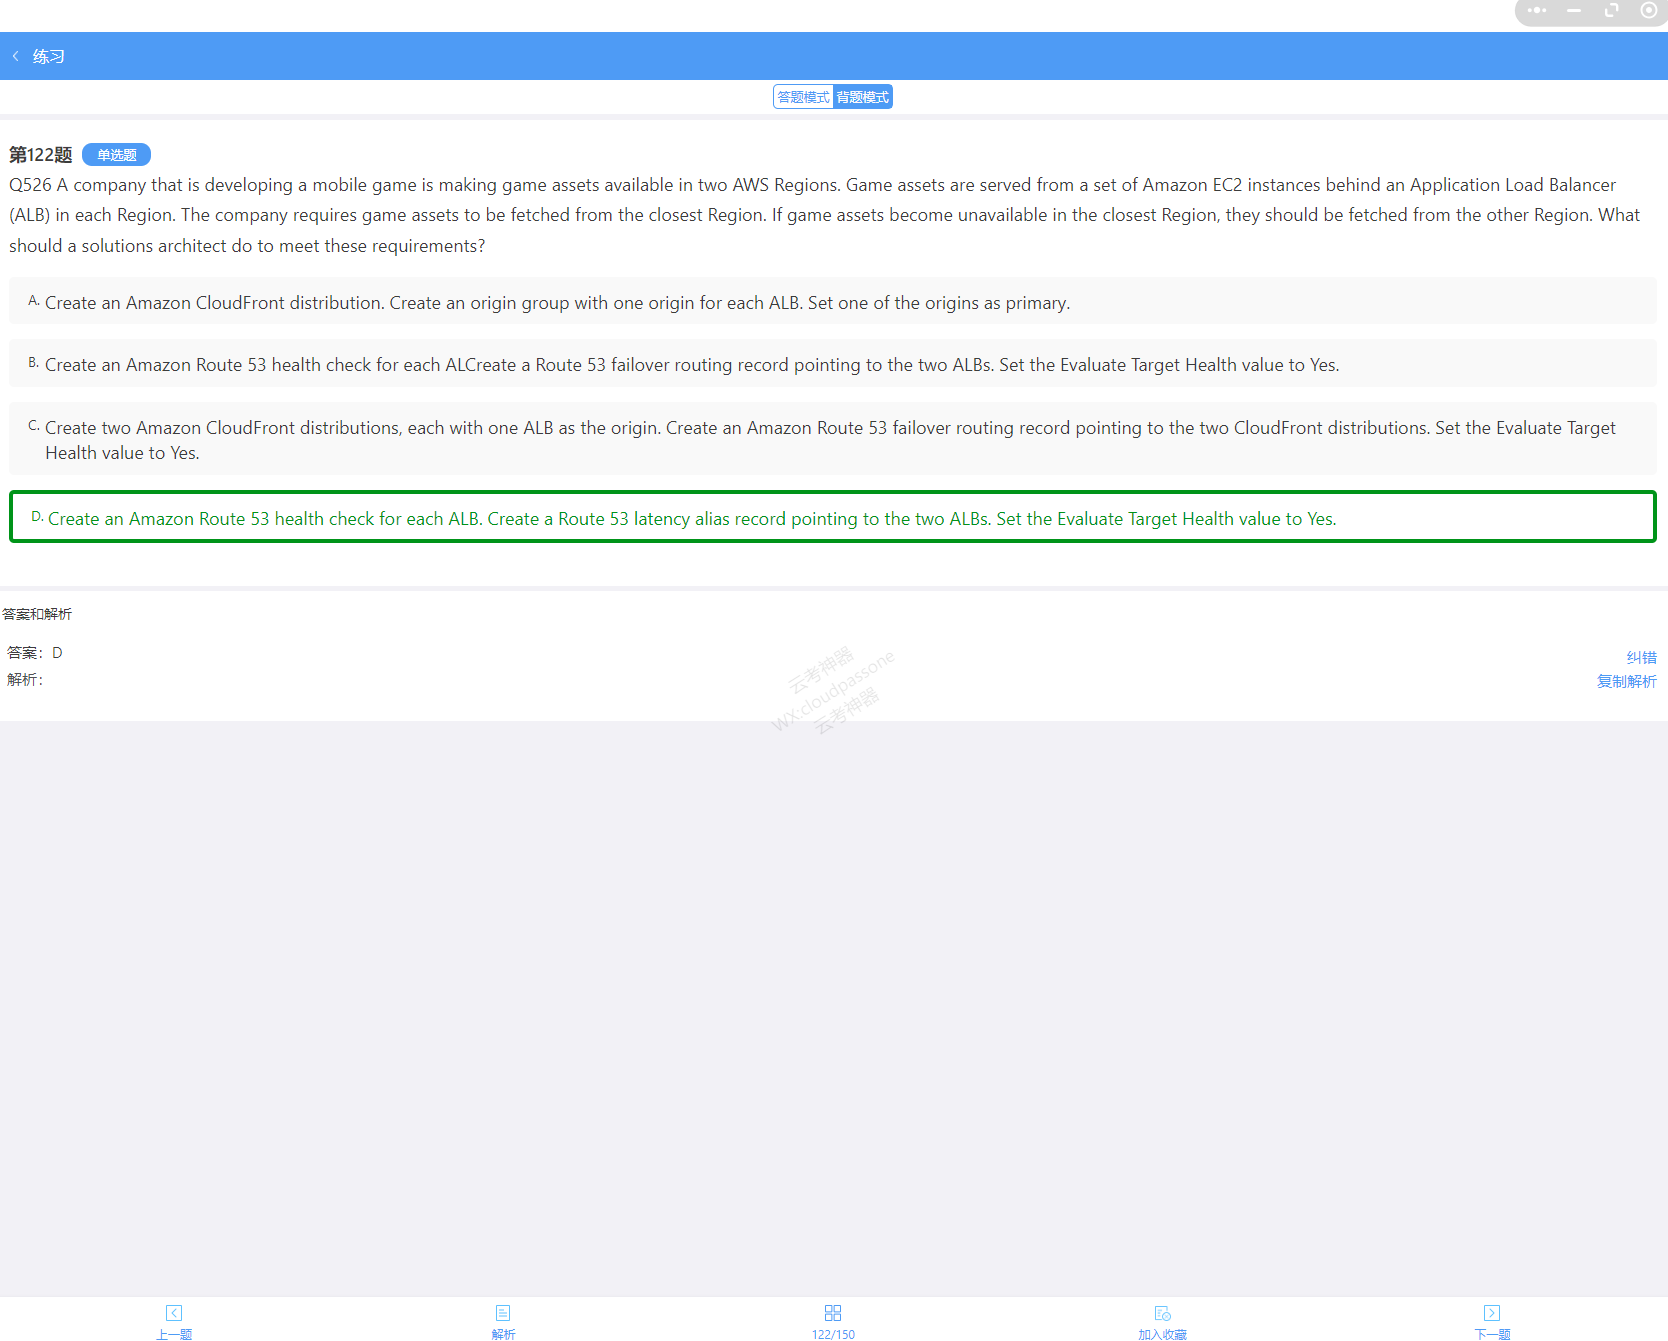 练习
答题模式 背题模式
第122题 单选题
Q526 A company that is developing a mobile game is making game assets available in two AWS Regions. Game assets are served from a set of Amazon EC2 instances behind an Application Load Balancer
(ALB) in each Region. The company requires game assets to be fetched from the closest Region. If game assets become unavailable in the closest Region, they should be fetched from the other Region. What
should a solutions architect do to meet these requirements?
A. Create an Amazon CloudFront distribution. Create an origin group with one origin for each ALB. Set one of the origins as primary.
B. Create an Amazon Route 53 health check for each ALCreate a Route 53 failover routing record pointing to the two ALBs. Set the Evaluate Target Health value to Yes.
C. Create two Amazon CloudFront distributions, each with one ALB as the origin. Create an Amazon Route 53 failover routing record pointing to the two CloudFront distributions. Set the Evaluate Target
Health value to Yes.
D. Create an Amazon Route 53 health check for each ALB. Create a Route 53 latency alias record pointing to the two ALBs. Set the Evaluate Target Health value to Yes.
答案和解析
答案：D
纠错
解析：
复制解析
云考神器
WX:cloudpassone
云考神器
上一题 解析 122/150 加入收藏 下一题